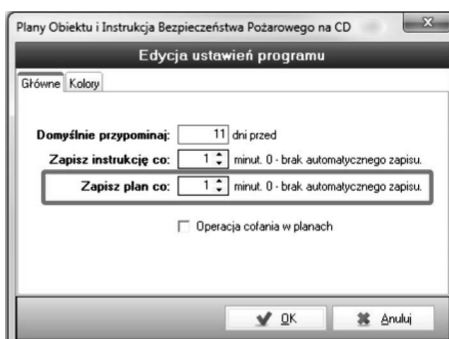 Plany Obiektu i Instrukcja Bezpieczeństwa Pożarowego na CD
Edycja ustawień programu
Główne Kolory
Domyślnie przypominaj: 11 dni przed
Zapisz instrukcję co: 1 minut. 0 - brak automatycznego zapisu.
Zapisz plan co: 1 minut. 0 - brak automatycznego zapisu.
Operacja cofania w planach
OK Anuluj